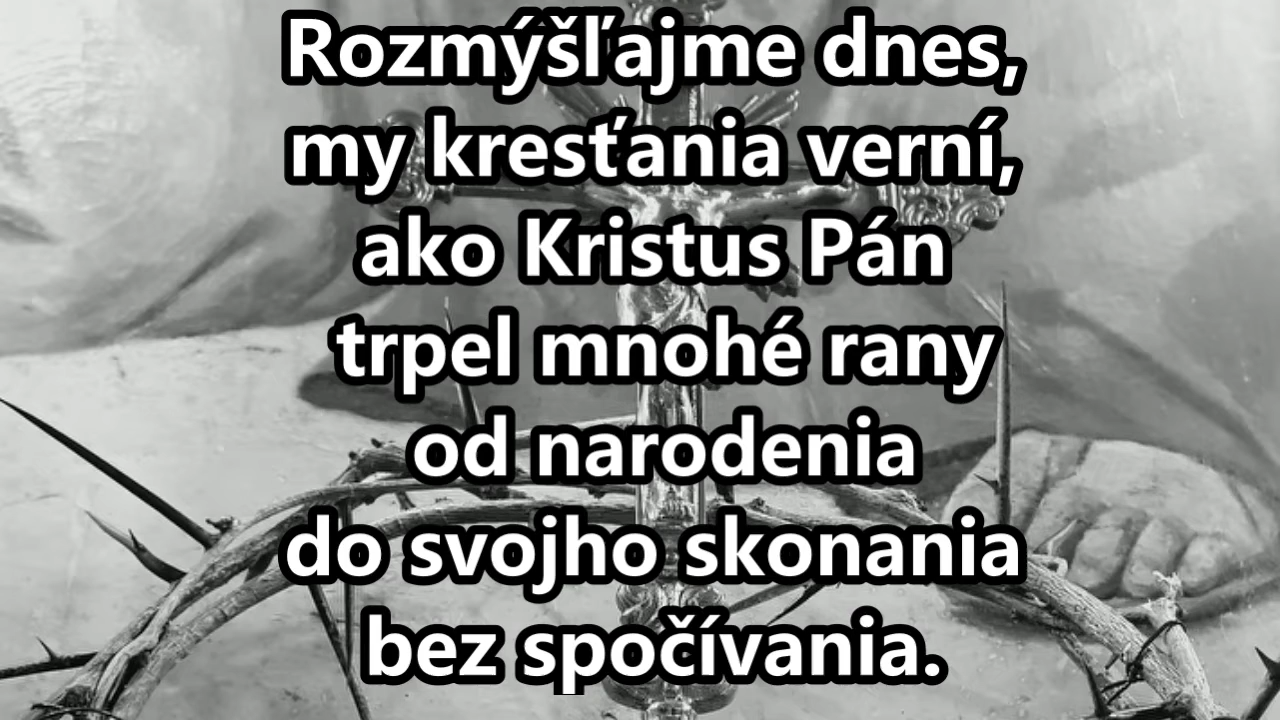 Rozmýšľajme dnes,
my kresťania verní,
ako Kristus Pán
trpel mnohé rany
od narodenia
do svojho skonania
bez spočívania.